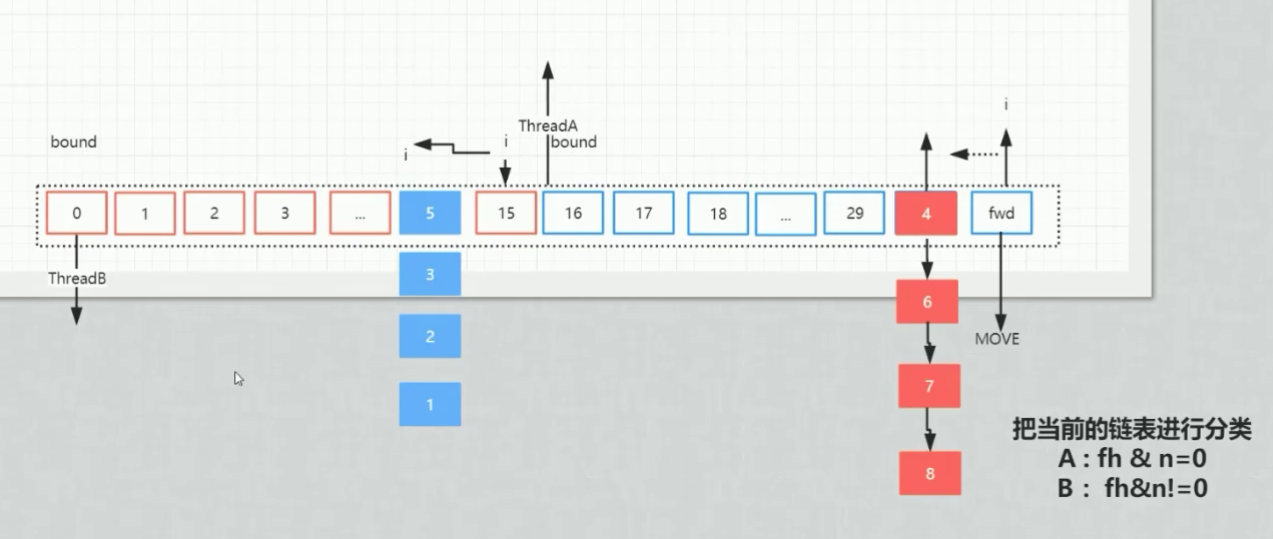 i
ThreadA
bound
i
bound
i
0
1
2
3
...
5
15
16
17
18
...
29
4
fwd
ThreadB
3
6
2
MOVE
7
1
把当前的链表进行分类
A : fh & n=0
8
B ： fh&n!=0